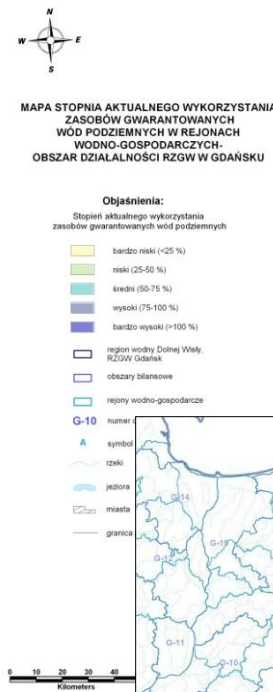 N
W E
S
MAPA STOPNIA AKTUALNEGO WYKORZYSTANIA
ZASOBÓW GWARANTOWANYCH
WÓD PODZIEMNYCH W REJONACH
WODNO-GOSPODARCZYCH-
OBSZAR DZIAŁALNOŚCI RZGW W GDAŃSKU
Objaśnienia:
Stopień aktualnego wykorzystania
zasobów gwarantowanych wód podziemnych
bardzo niski (<25 %)
niski (25-50 %)
średni (50-75 %)
wysoki (75-100 %)
bardzo wysoki (>100 %)
region wodny Dolnej Wisły,
RZGW Gdańsk
obszary bilansowe
rejony wodno-gospodarcze
G-10 numer
A symbol
rzeki
jeziora
miasta
granica
G-14
G-11
G-10
0 10 20 30 40
Kilometers